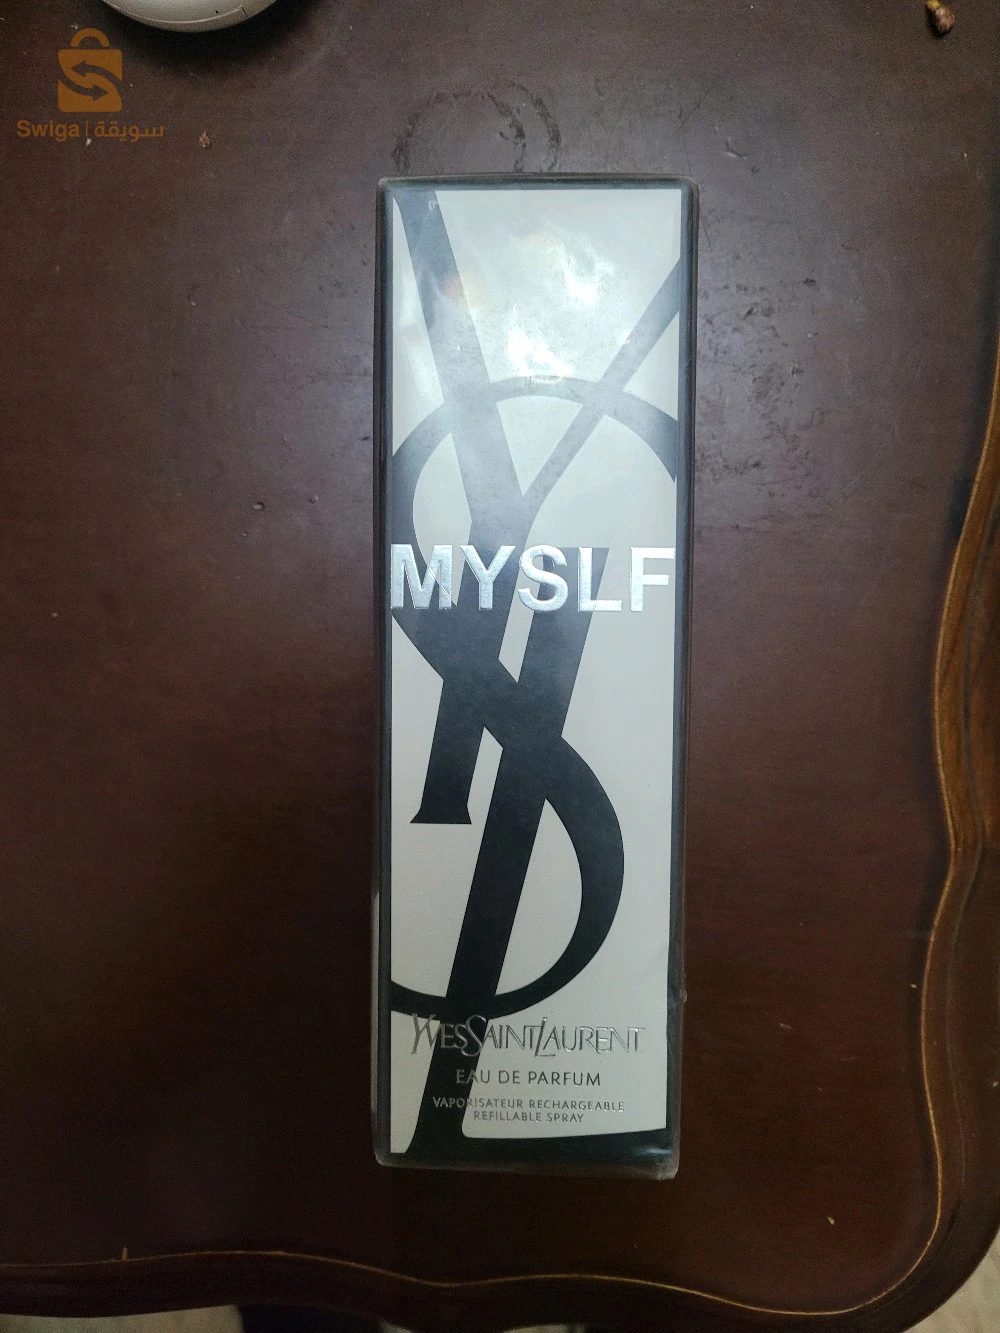 Swiga | سويقة
MYSLF
YVESSAINTLAURENT
EAU DE PARFUM
VAPORISATEUR RECHARGEABLE
REFILLABLE SPRAY